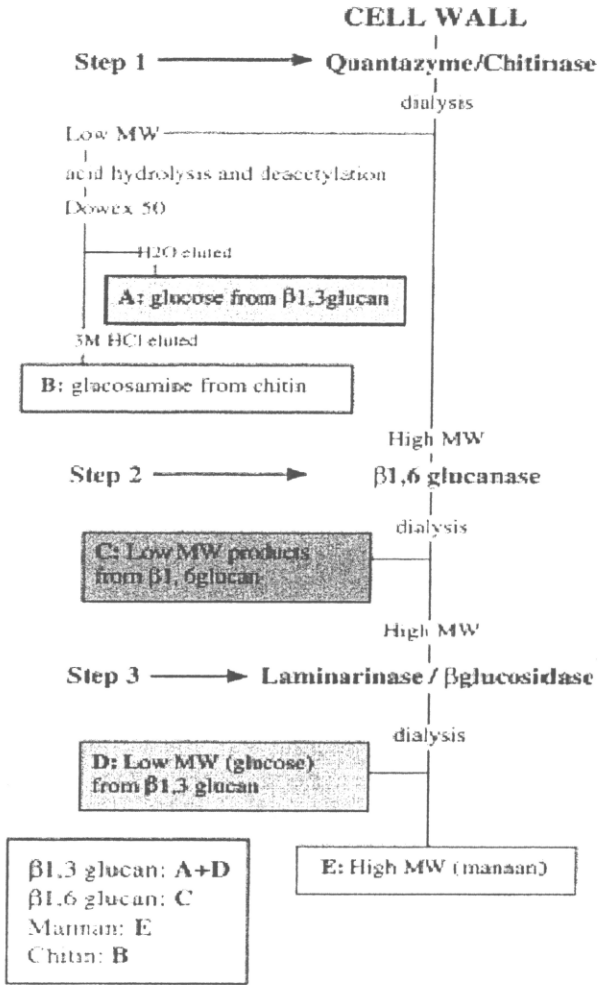 CELL WALL
Step 1
Quantazyme/Chitinase
dialysis
Low MW
acid hydrolysis and deacetylation
Dowex 50
H2O eluted
A: glucose from β1,3glucan
3M HCl eluted
B: glucosamine from chitin
High MW
Step 2
β1,6 glucanase
dialysis
C: Low MW products
from β1, 6glucan
High MW
Step 3
Laminarinase / βglucosidase
dialysis
D: Low MW (glucose)
from β1,3 glucan
E: High MW (mannan)
β1,3 glucan: A+D
β1,6 glucan: C
Mannan: E
Chitin: B